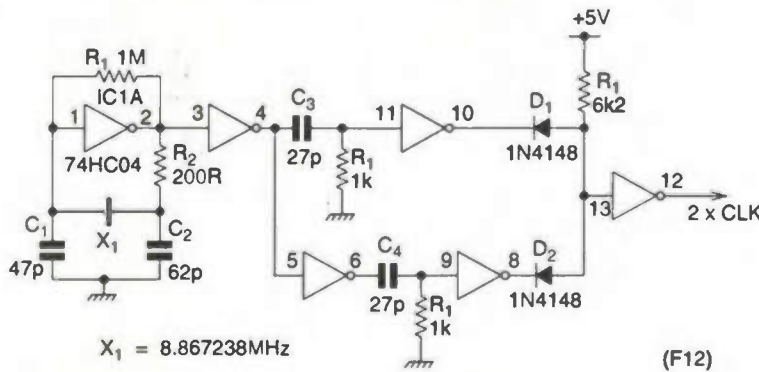 +5V
R1 1M
IC1A
1
2
3
4
C3
11
10
D1
R1
6k2
74HC04
R2
200R
27p
R1
1k
1N4148
12
13
2 x CLK
C1
X1
C2
47p
62p
5
6
C4
9
8
D2
27p
R1
1k
1N4148
X1 = 8.867238MHz
(F12)